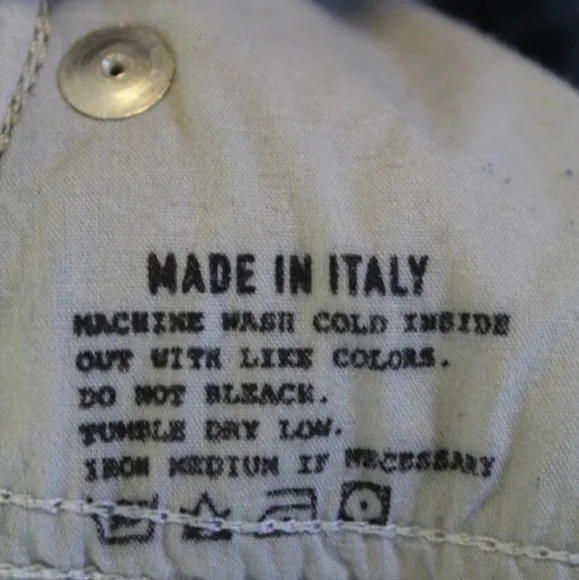 MADE IN ITALY
MACHINE WASH COLD INSIDE
OUT WITH LIKE COLORS.
DO NOT BLEACH.
TUMBLE DRY LOW.
IRON MEDIUM IF NECESSARY